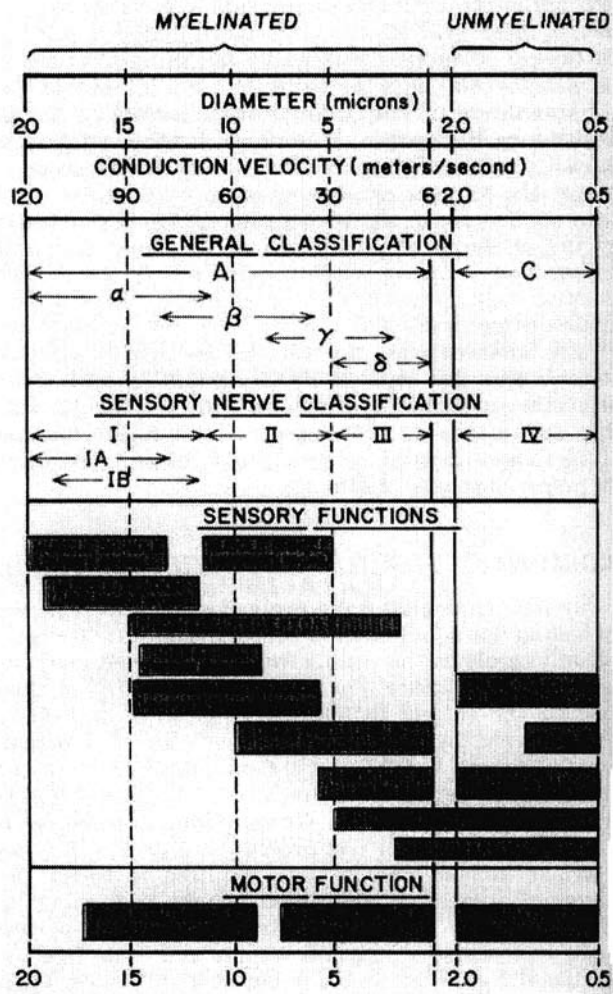 MYELINATED UNMYELINATED
DIAMETER (microns)
20 15 10 5 1 2.0 0.5
CONDUCTION VELOCITY (meters/second)
120 90 60 30 6 2.0 0.5
GENERAL CLASSIFICATION
A C
α
β
γ
δ
SENSORY NERVE CLASSIFICATION
I II III IV
IA
IB
SENSORY FUNCTIONS
MOTOR FUNCTION
20 15 10 5 1 2.0 0.5